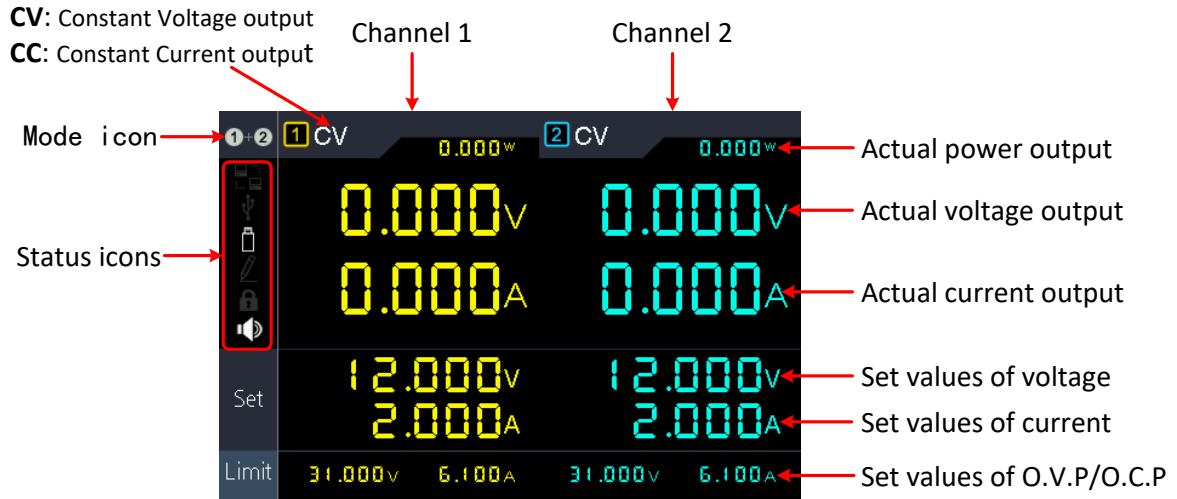 CV: Constant Voltage output
CC: Constant Current output
Channel 1
Channel 2
Mode icon
1+2
1 CV
0.000W
2 CV
0.000W
Actual power output
0.000V
0.000V
Actual voltage output
Status icons
0.000A
0.000A
Actual current output
Set
12.000V
12.000V
Set values of voltage
2.000A
2.000A
Set values of current
Limit
31.000V
6.100A
31.000V
6.100A
Set values of O.V.P/O.C.P